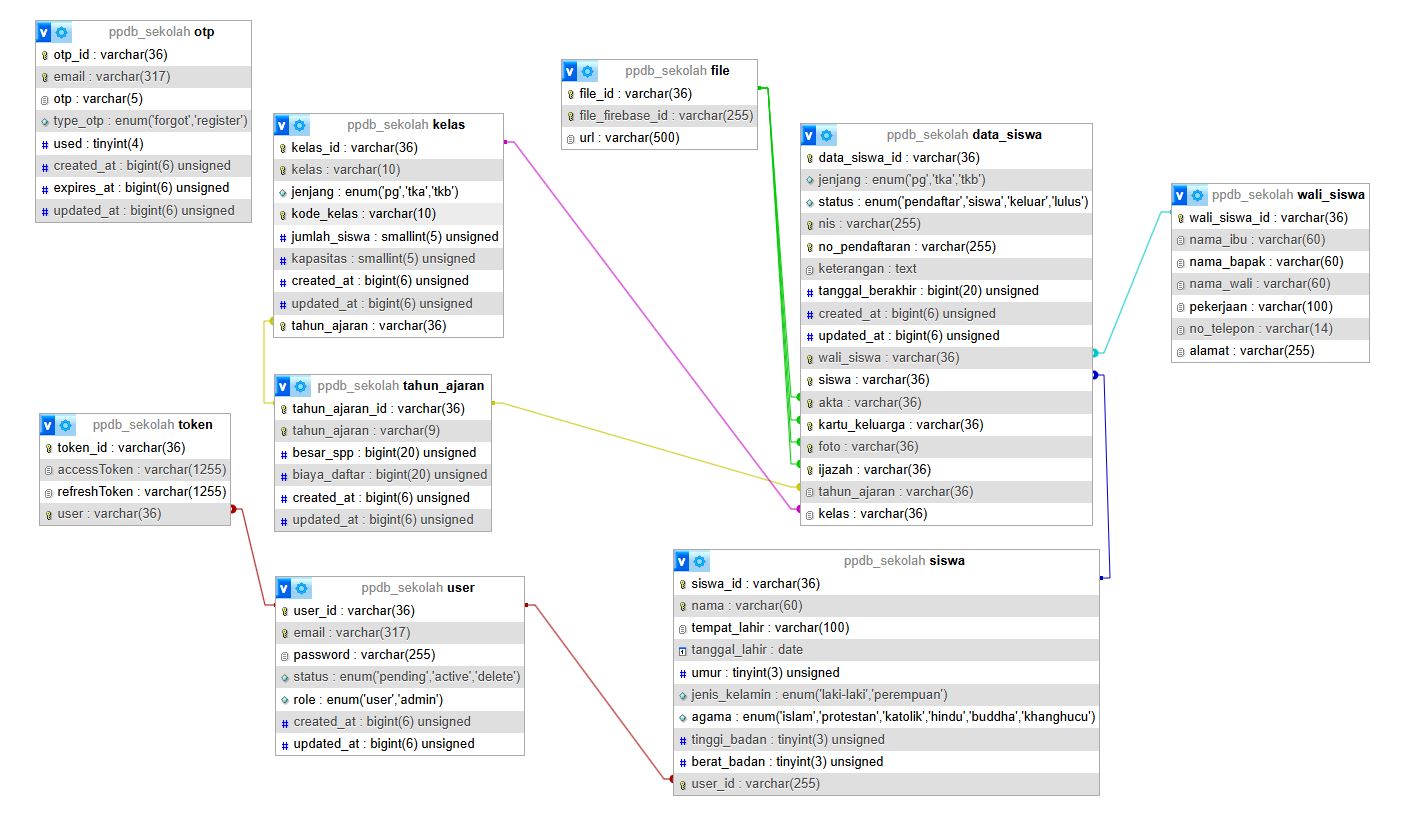 ppdb_sekolah otp
otp_id : varchar(36)
email : varchar(317)
otp : varchar(5)
type_otp : enum('forgot','register')
used : tinyint(4)
created_at : bigint(6) unsigned
expires_at : bigint(6) unsigned
updated_at : bigint(6) unsigned
ppdb_sekolah kelas
kelas_id : varchar(36)
kelas : varchar(10)
jenjang : enum('pg','tka','tkb')
kode_kelas : varchar(10)
jumlah_siswa : smallint(5) unsigned
kapasitas : smallint(5) unsigned
created_at : bigint(6) unsigned
updated_at : bigint(6) unsigned
tahun_ajaran : varchar(36)
ppdb_sekolah file
file_id : varchar(36)
file_firebase_id : varchar(255)
url : varchar(500)
ppdb_sekolah data_siswa
data_siswa_id : varchar(36)
jenjang : enum('pg','tka','tkb')
status : enum('pendaftar','siswa','keluar','lulus')
nis : varchar(255)
no_pendaftaran : varchar(255)
keterangan : text
tanggal_berakhir : bigint(20) unsigned
created_at : bigint(6) unsigned
updated_at : bigint(6) unsigned
wali_siswa : varchar(36)
siswa : varchar(36)
akta : varchar(36)
kartu_keluarga : varchar(36)
foto : varchar(36)
ijazah : varchar(36)
tahun_ajaran : varchar(36)
kelas : varchar(36)
ppdb_sekolah wali_siswa
wali_siswa_id : varchar(36)
nama_ibu : varchar(60)
nama_bapak : varchar(60)
nama_wali : varchar(60)
pekerjaan : varchar(100)
no_telepon : varchar(14)
alamat : varchar(255)
ppdb_sekolah tahun_ajaran
tahun_ajaran_id : varchar(36)
tahun_ajaran : varchar(9)
besar_spp : bigint(20) unsigned
biaya_daftar : bigint(20) unsigned
created_at : bigint(6) unsigned
updated_at : bigint(6) unsigned
ppdb_sekolah token
token_id : varchar(36)
accessToken : varchar(1255)
refreshToken : varchar(1255)
user : varchar(36)
ppdb_sekolah user
user_id : varchar(36)
email : varchar(317)
password : varchar(255)
status : enum('pending','active','delete')
role : enum('user','admin')
created_at : bigint(6) unsigned
updated_at : bigint(6) unsigned
ppdb_sekolah siswa
siswa_id : varchar(36)
nama : varchar(60)
tempat_lahir : varchar(100)
tanggal_lahir : date
umur : tinyint(3) unsigned
jenis_kelamin : enum('laki-laki','perempuan')
agama : enum('islam','protestan','katolik','hindu','buddha','khanghucu')
tinggi_badan : tinyint(3) unsigned
berat_badan : tinyint(3) unsigned
user_id : varchar(255)